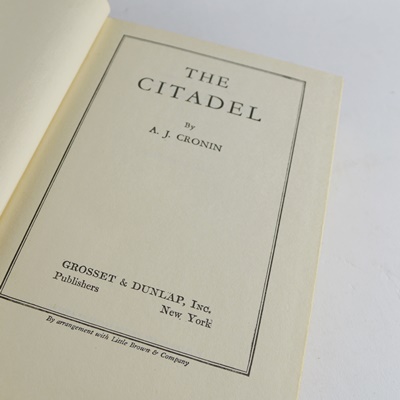 THE
CITADEL
By
A. J. CRONIN
GROSSET & DUNLAP, INC.
Publishers New York
By arrangement with Little Brown & Company